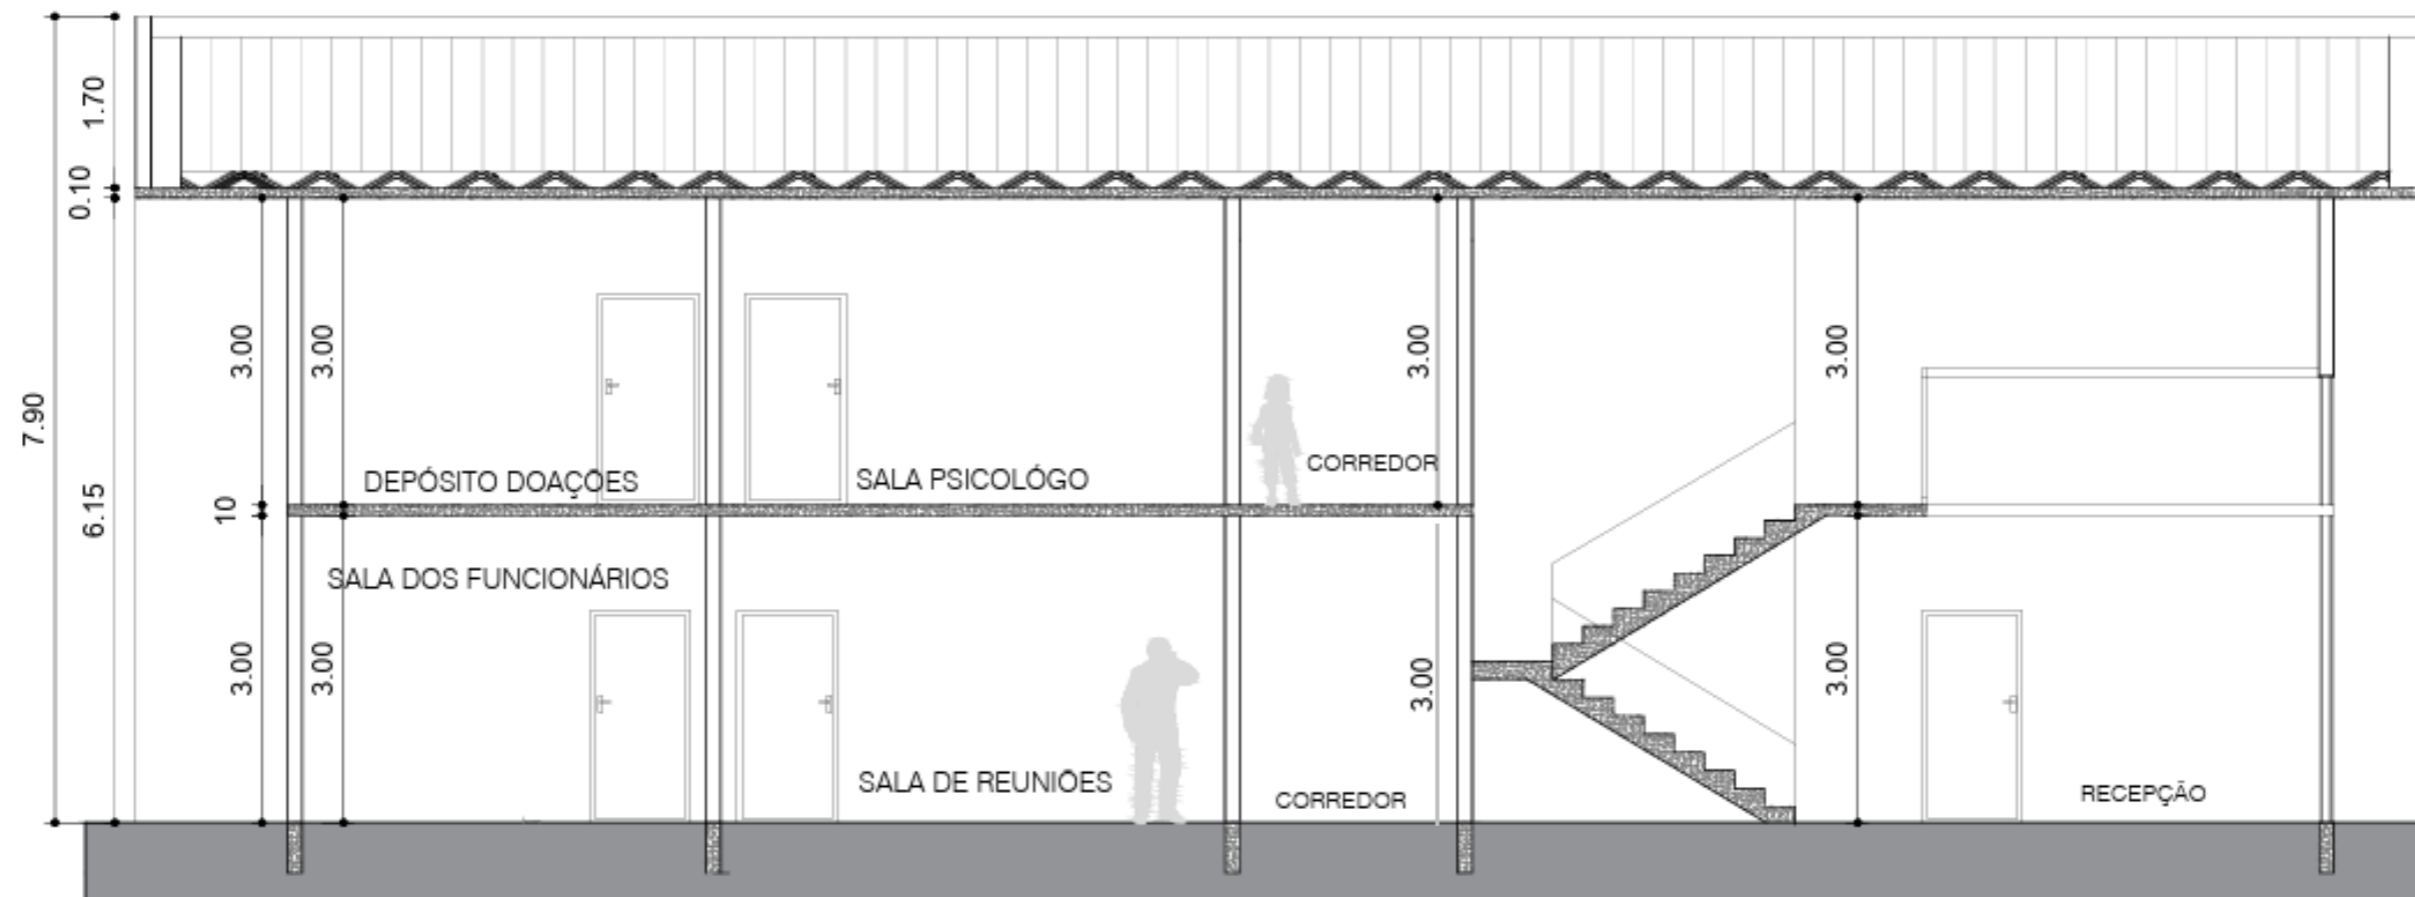 1.70
0.10
7.90
6.15
3.00
3.00
3.00
3.00
10
DEPÓSITO DOAÇÕES
SALA PSICOLÓGO
CORREDOR
SALA DOS FUNCIONÁRIOS
3.00
3.00
3.00
3.00
SALA DE REUNIÕES
CORREDOR
RECEPÇÃO